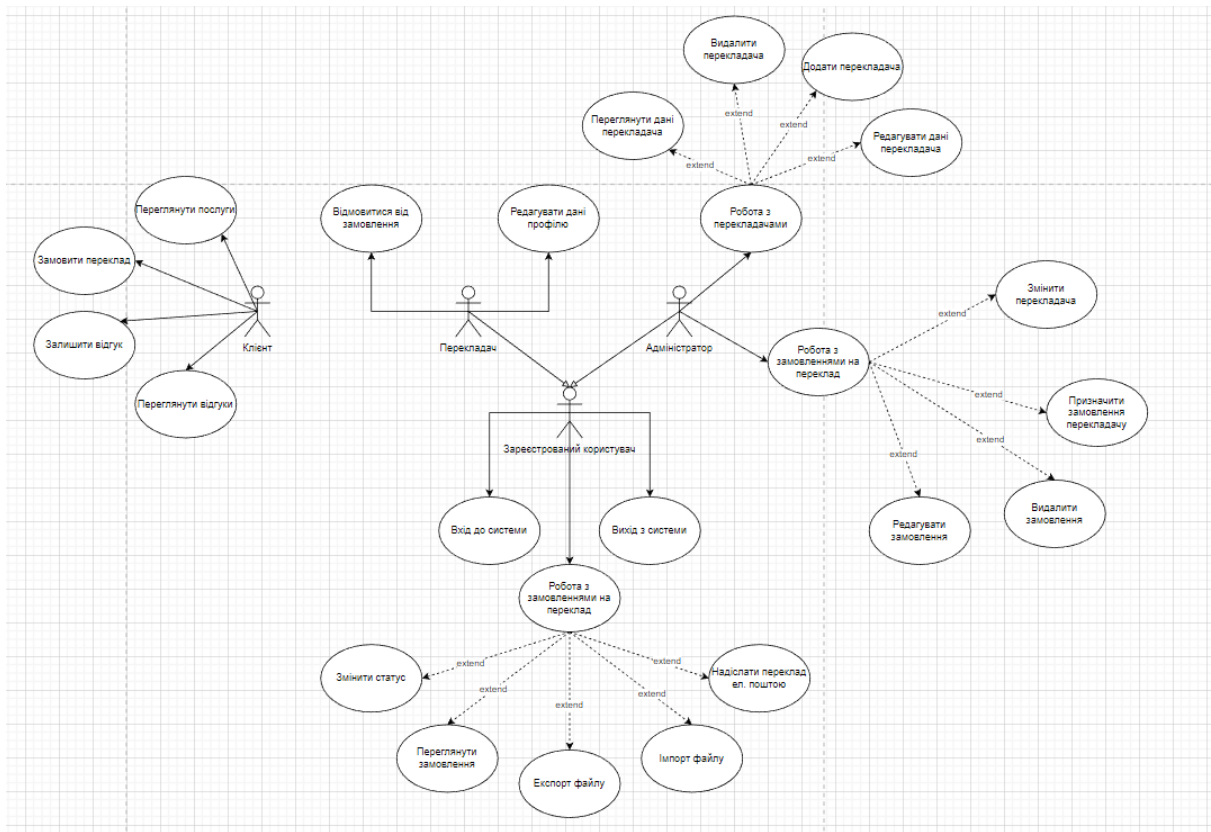 Видалити
перекладача
Додати перекладача
extend
extend
Переглянути дані
перекладача
Редагувати дані
перекладача
extend
extend
Переглянути послуги
Відмовитися від
замовлення
Редагувати дані
профілю
Робота з
перекладачами
Замовити переклад
Змінити
перекладача
extend
Залишити відгук
Клієнт
Перекладач
Адміністратор
Робота з
замовленнями на
переклад
Переглянути відгуки
extend
Призначити
замовлення
перекладачу
extend
Зареєстрований користувач
extend
Вхід до системи
Вихід з системи
Редагувати
замовлення
Видалити
замовлення
Робота з
замовленнями на
переклад
Змінити статус
extend
extend
Надіслати переклад
ел. поштою
extend
extend
extend
Переглянути
замовлення
Експорт файлу
Імпорт файлу